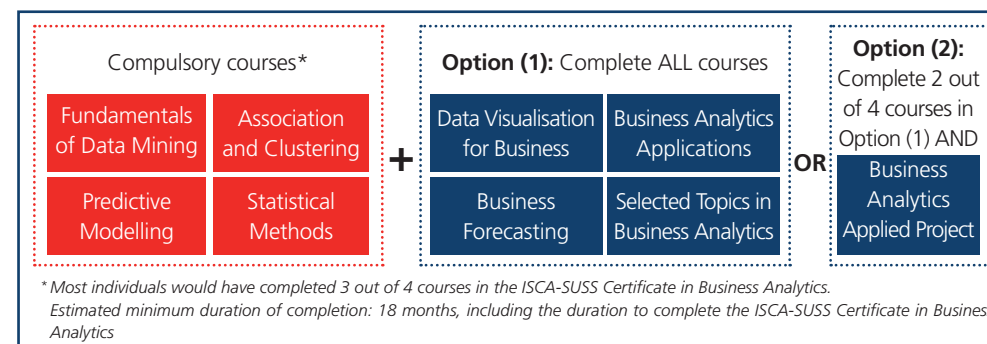 Compulsory courses*
Fundamentals
of Data Mining
Association
and Clustering
Predictive
Modelling
Statistical
Methods
+
Option (1): Complete ALL courses
Data Visualisation
for Business
Business Analytics
Applications
Business
Forecasting
Selected Topics in
Business Analytics
OR
Option (2):
Complete 2 out
of 4 courses in
Option (1) AND
Business
Analytics
Applied Project
* Most individuals would have completed 3 out of 4 courses in the ISCA-SUSS Certificate in Business Analytics.
Estimated minimum duration of completion: 18 months, including the duration to complete the ISCA-SUSS Certificate in Busines
Analytics